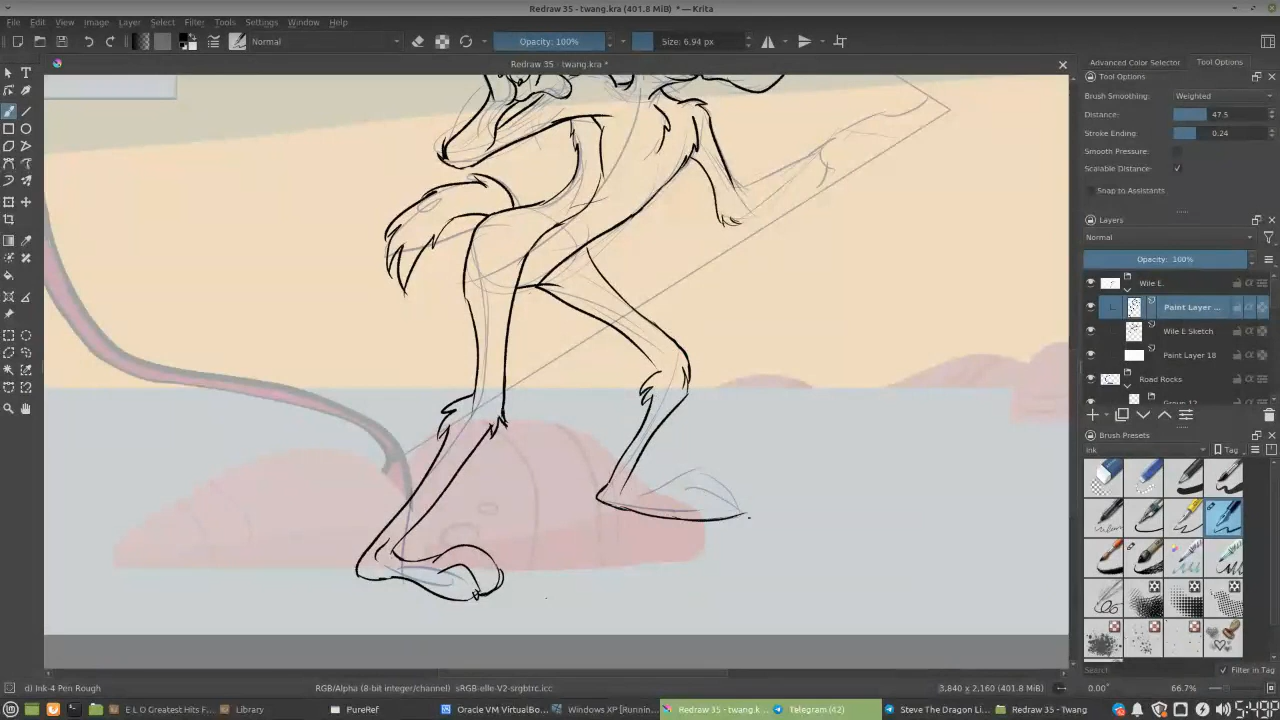 Redraw 35 - twang.kra (401.8 MiB) * — Krita
File Edit View Image Layer Select Filter Tools Settings Window Help
Normal Opacity: 100% Size: 6.94 px
Redraw 35 - twang.kra *
Advanced Color Selector Tool Options
Tool Options
Brush Smoothing: Weighted
Distance: 47.5
Stroke Ending: 0.24
Smooth Pressure:
Scalable Distance:
Snap to Assistants
Layers
Normal
Opacity: 100%
Wile E.
Paint Layer ...
Wile E Sketch
Paint Layer 18
Road Rocks
Group 12
Brush Presets
Ink Tag
Search Filter in Tag
d) Ink-4 Pen Rough RGB/Alpha (8-bit integer/channel) sRGB-elle-V2-srgbtrc.icc 3,840 x 2,160 (401.8 MiB) 0.00° 66.7%
E L O Greatest Hits F... Library PureRef Oracle VM VirtualBo... Windows XP [Runnin... Redraw 35 - twang.k... Telegram (42) Steve The Dragon Li... Redraw 35 - Twang